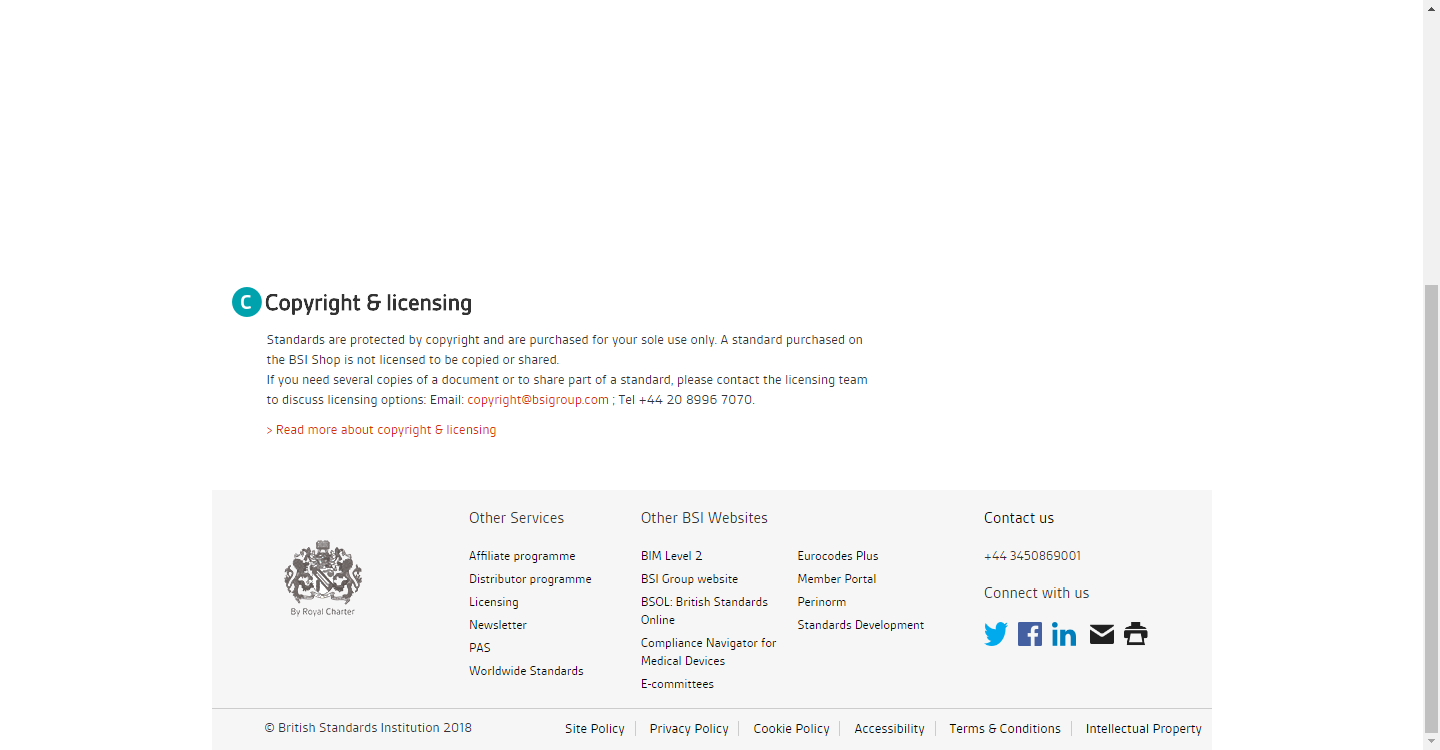 C Copyright & licensing
Standards are protected by copyright and are purchased for your sole use only. A standard purchased on
the BSI Shop is not licensed to be copied or shared.
If you need several copies of a document or to share part of a standard, please contact the licensing team
to discuss licensing options: Email: copyright@bsigroup.com ; Tel +44 20 8996 7070.
> Read more about copyright & licensing
By Royal Charter
Other Services
Affiliate programme
Distributor programme
Licensing
Newsletter
PAS
Worldwide Standards
Other BSI Websites
BIM Level 2
BSI Group website
BSOL: British Standards
Online
Compliance Navigator for
Medical Devices
E-committees
Eurocodes Plus
Member Portal
Perinorm
Standards Development
Contact us
+44 3450869001
Connect with us
© British Standards Institution 2018
Site Policy
Privacy Policy
Cookie Policy
Accessibility
Terms & Conditions
Intellectual Property